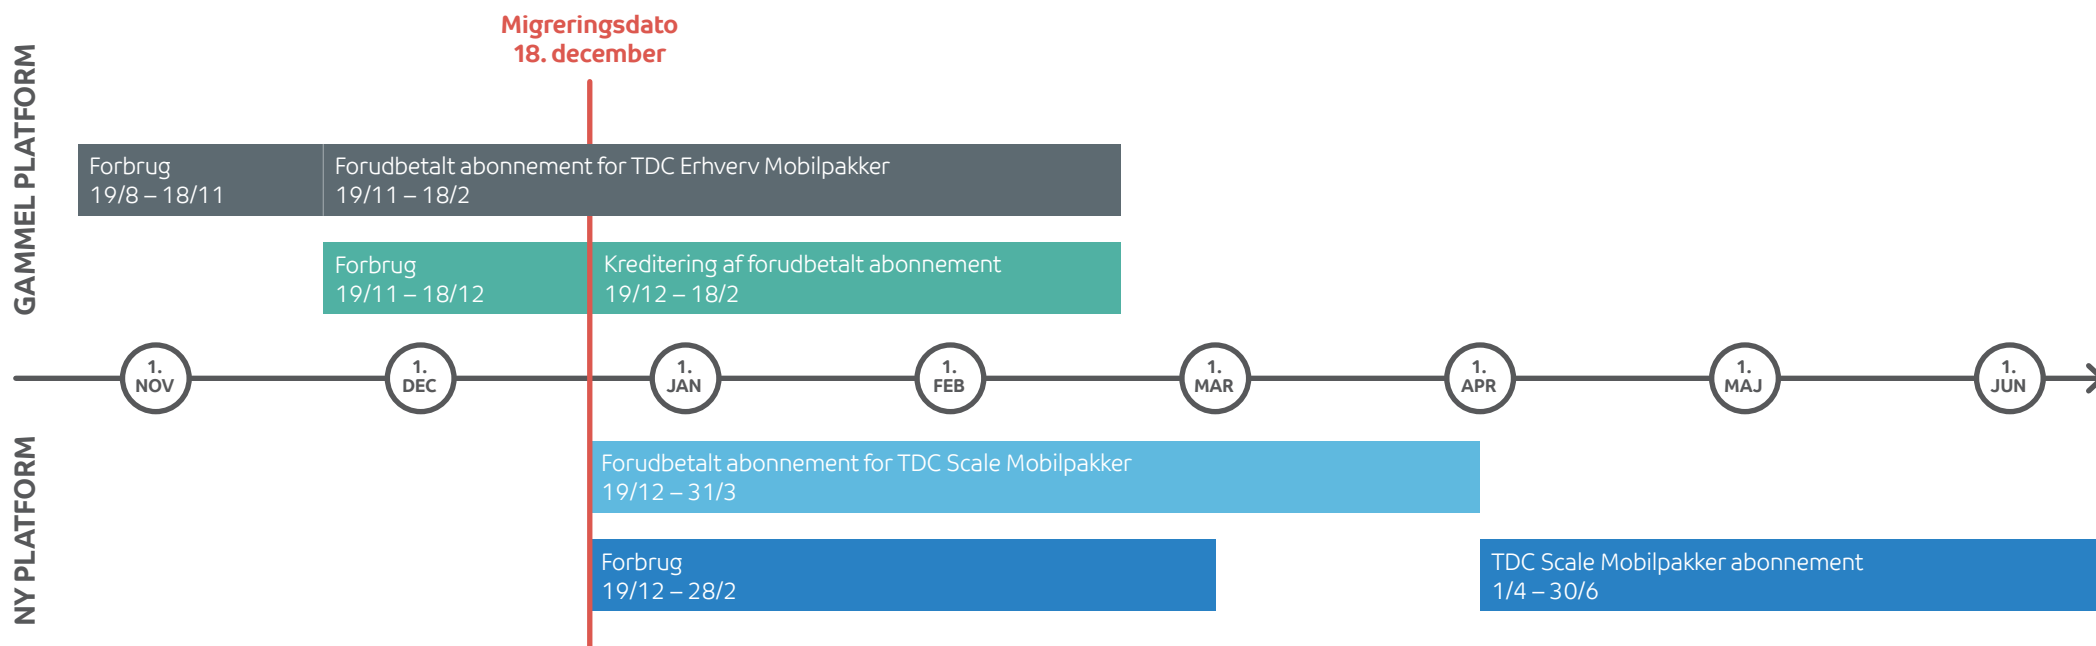 Migreringsdato
18. december
GAMMEL PLATFORM
Forbrug
19/8 – 18/11
Forudbetalt abonnement for TDC Erhverv Mobilpakker
19/11 – 18/2
Forbrug
19/11 – 18/12
Kreditering af forudbetalt abonnement
19/12 – 18/2
1.
NOV
1.
DEC
1.
JAN
1.
FEB
1.
MAR
1.
APR
1.
MAJ
1.
JUN
NY PLATFORM
Forudbetalt abonnement for TDC Scale Mobilpakker
19/12 – 31/3
Forbrug
19/12 – 28/2
TDC Scale Mobilpakker abonnement
1/4 – 30/6